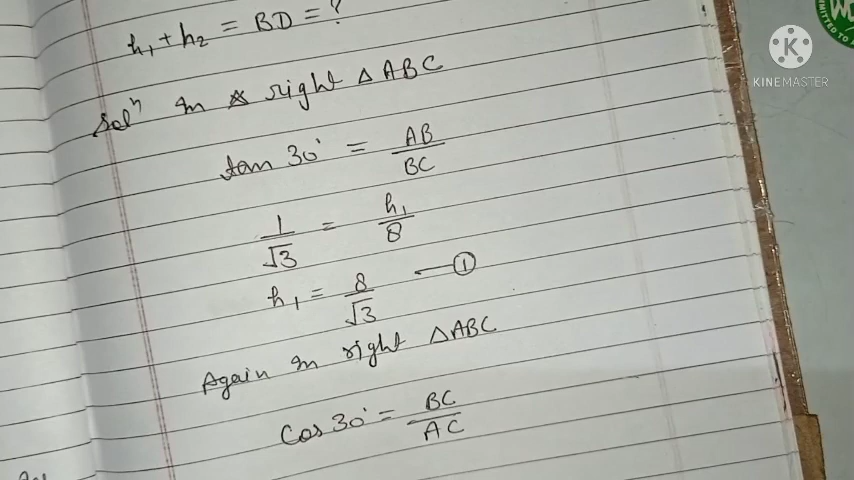 h₁ + h₂ = BD = ?
Solⁿ In right △ABC
tan 30° = AB/BC
1/√3 = h₁/8
h₁ = 8/√3 ①
Again in right △ABC
Cos 30° = BC/AC
KINEMASTER